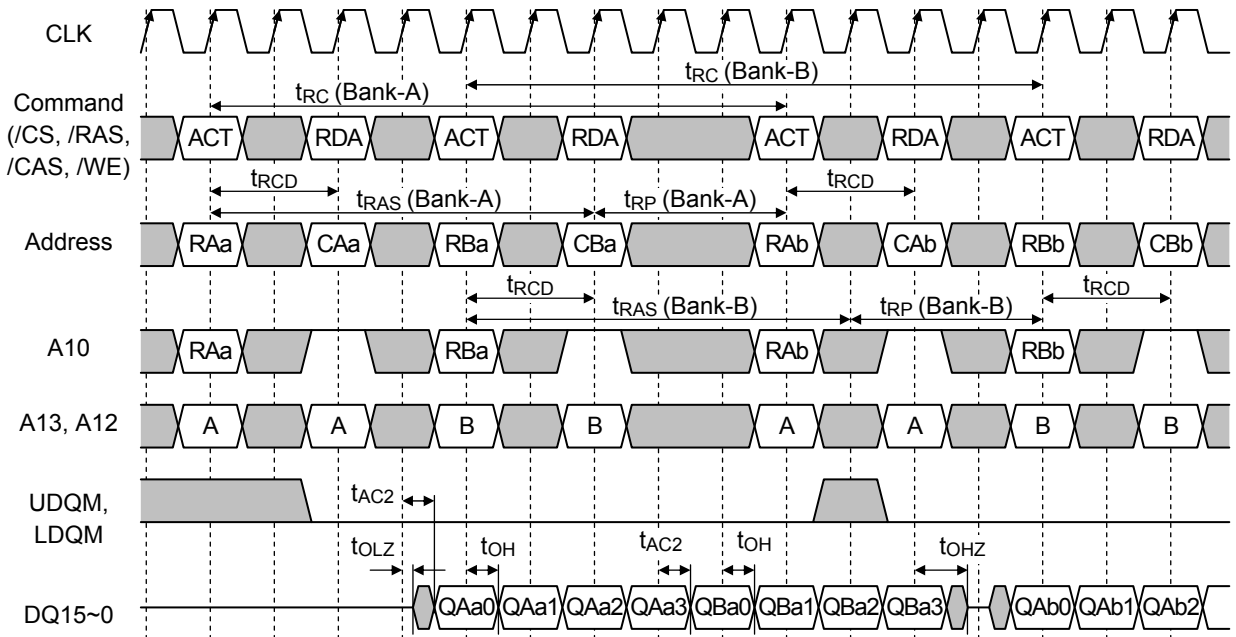 CLK
tRC (Bank-B)
tRC (Bank-A)
Command
(/CS, /RAS,
/CAS, /WE)
ACT RDA ACT RDA ACT RDA ACT RDA
tRCD tRCD
tRAS (Bank-A) tRP (Bank-A)
Address RAa CAa RBa CBa RAb CAb RBb CBb
tRCD tRCD
tRAS (Bank-B) tRP (Bank-B)
A10 RAa RBa RAb RBb
A13, A12 A A B B A A B B
UDQM,
LDQM
tAC2
tOLZ tOH tAC2 tOH tOHZ
DQ15~0 QAa0 QAa1 QAa2 QAa3 QBa0 QBa1 QBa2 QBa3 QAb0 QAb1 QAb2